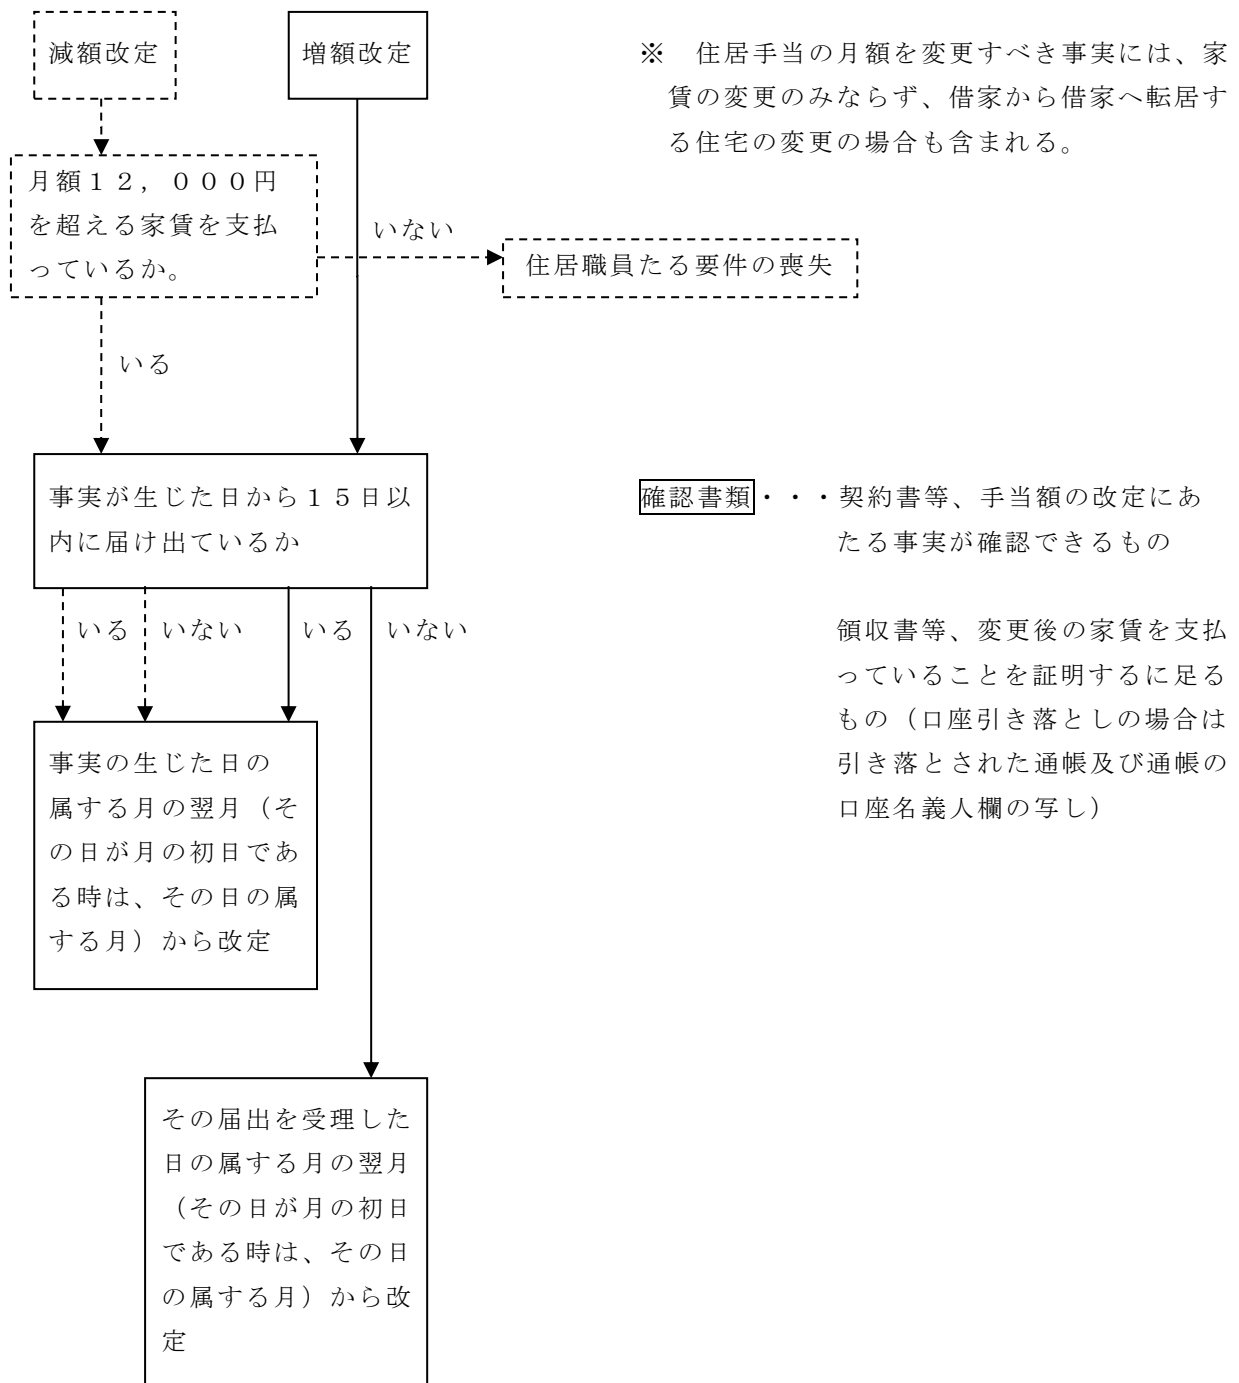 減額改定
増額改定
※　住居手当の月額を変更すべき事実には、家
賃の変更のみならず、借家から借家へ転居す
る住宅の変更の場合も含まれる。
月額１２，０００円
を超える家賃を支払
っているか。
いない
住居職員たる要件の喪失
いる
事実が生じた日から１５日以
内に届け出ているか
確認書類・・・契約書等、手当額の改定にあ
たる事実が確認できるもの
いる
いない
いる
いない
領収書等、変更後の家賃を支払
っていることを証明するに足る
もの（口座引き落としの場合は
引き落とされた通帳及び通帳の
口座名義人欄の写し）
事実の生じた日の
属する月の翌月（そ
の日が月の初日であ
る時は、その日の属
する月）から改定
その届出を受理した
日の属する月の翌月
（その日が月の初日
である時は、その日
の属する月）から改
定